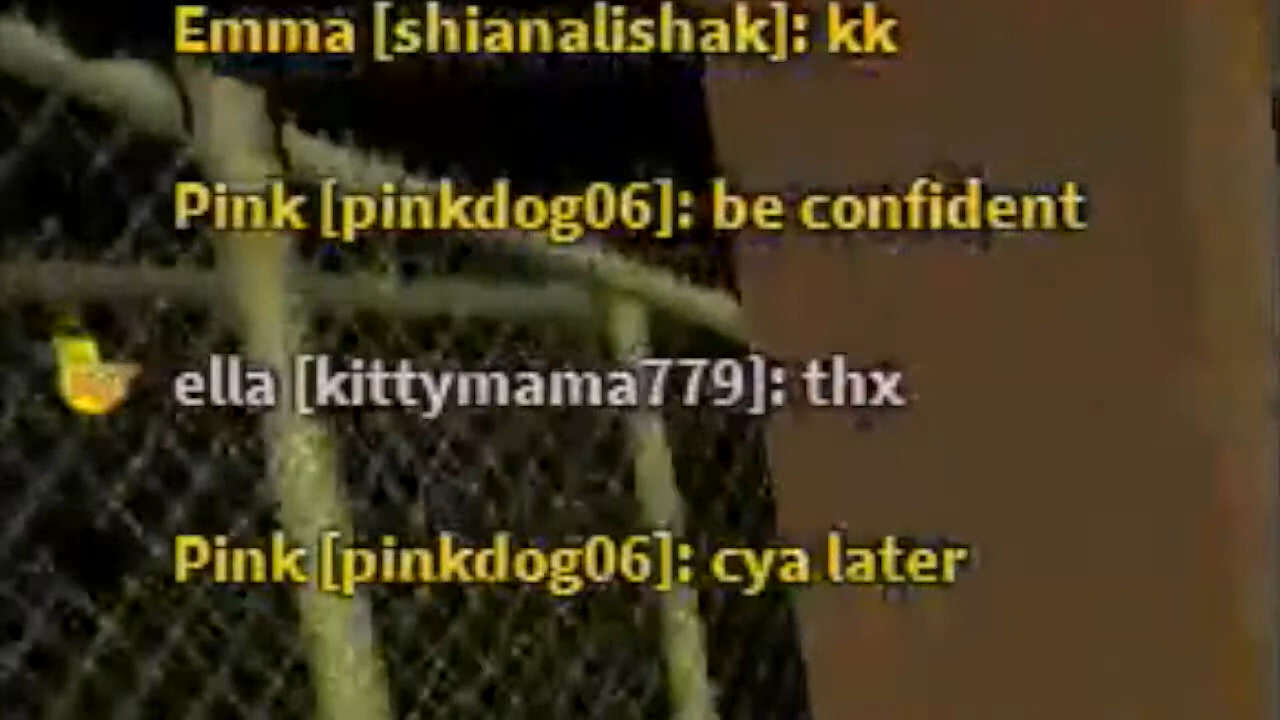 Emma [shianalishak]: kk
Pink [pinkdog06]: be confident
ella [kittymama779]: thx
Pink [pinkdog06]: cya later